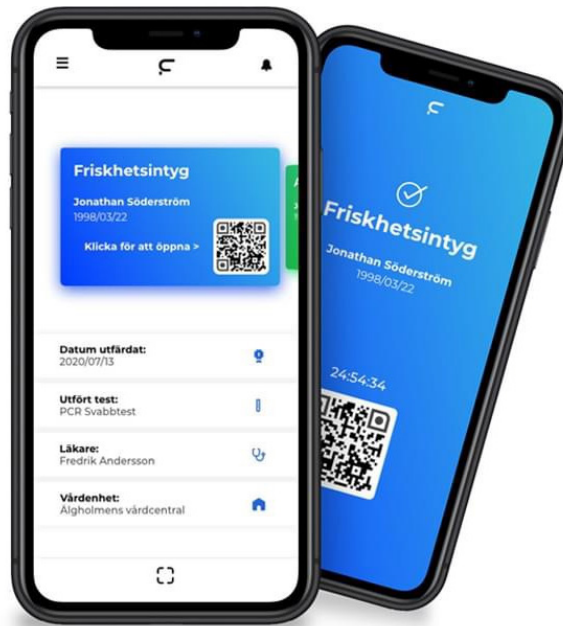 Friskhetsintyg
Jonathan Söderström
1998/03/22
Klicka för att öppna >
Datum utfärdat:
2020/07/13
Utfört test:
PCR Svabbtest
Läkare:
Fredrik Andersson
Vårdenhet:
Älgholmens vårdcentral
Friskhetsintyg
Jonathan Söderström
1998/03/22
24:54:34